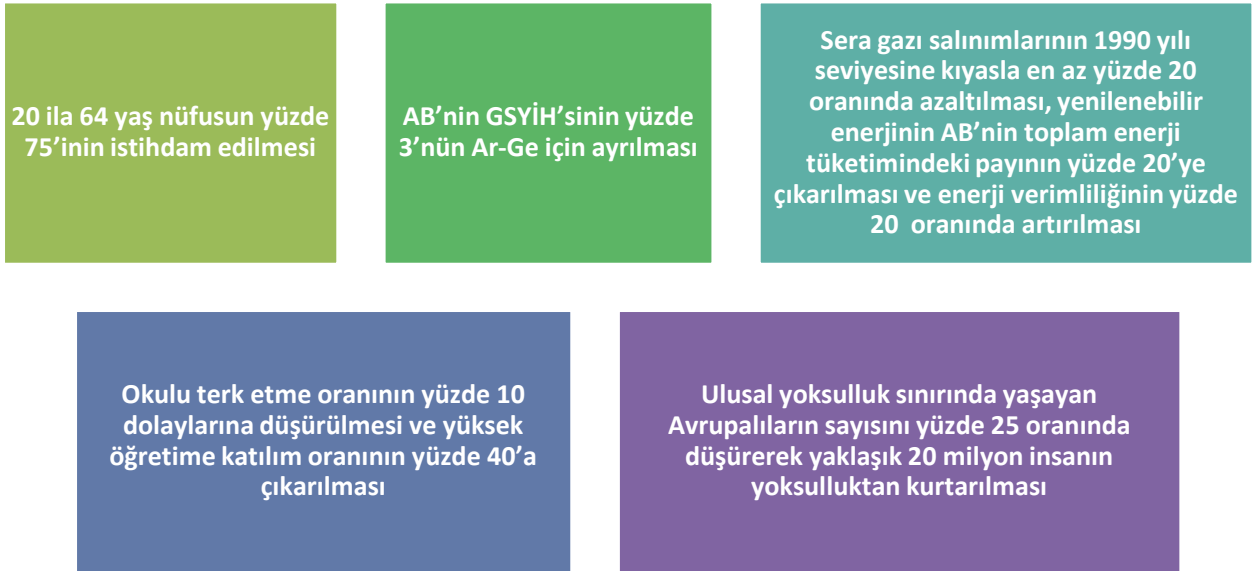 20 ila 64 yaş nüfusun yüzde
75’inin istihdam edilmesi
AB’nin GSYİH’sinin yüzde
3’nün Ar-Ge için ayrılması
Sera gazı salınımlarının 1990 yılı
seviyesine kıyasla en az yüzde 20
oranında azaltılması, yenilenebilir
enerjinin AB’nin toplam enerji
tüketimindeki payının yüzde 20’ye
çıkarılması ve enerji verimliliğinin yüzde
20 oranında artırılması
Okulu terk etme oranının yüzde 10
dolaylarına düşürülmesi ve yüksek
öğretime katılım oranının yüzde 40’a
çıkarılması
Ulusal yoksulluk sınırında yaşayan
Avrupalıların sayısını yüzde 25 oranında
düşürerek yaklaşık 20 milyon insanın
yoksulluktan kurtarılması